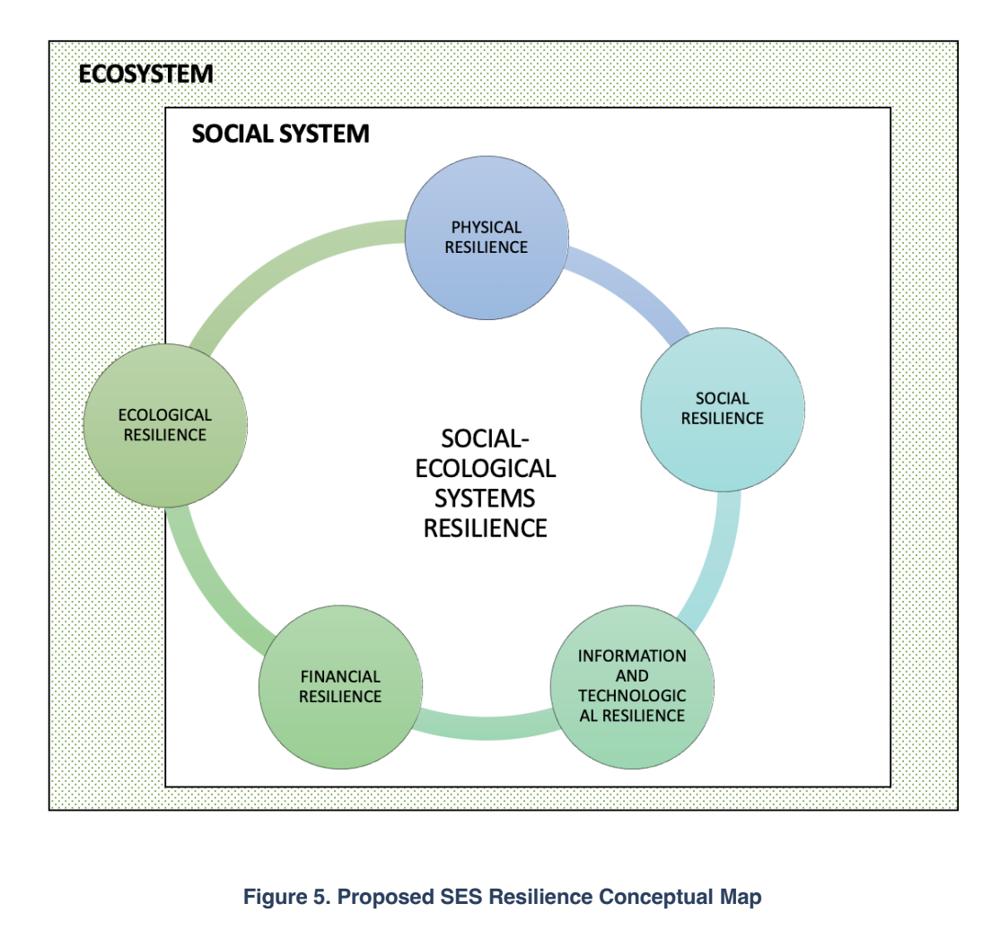 ECOSYSTEM
SOCIAL SYSTEM
PHYSICAL
RESILIENCE
SOCIAL
RESILIENCE
ECOLOGICAL
RESILIENCE
SOCIAL-
ECOLOGICAL
SYSTEMS
RESILIENCE
FINANCIAL
RESILIENCE
INFORMATION
AND
TECHNOLOGIC
AL RESILIENCE
Figure 5. Proposed SES Resilience Conceptual Map